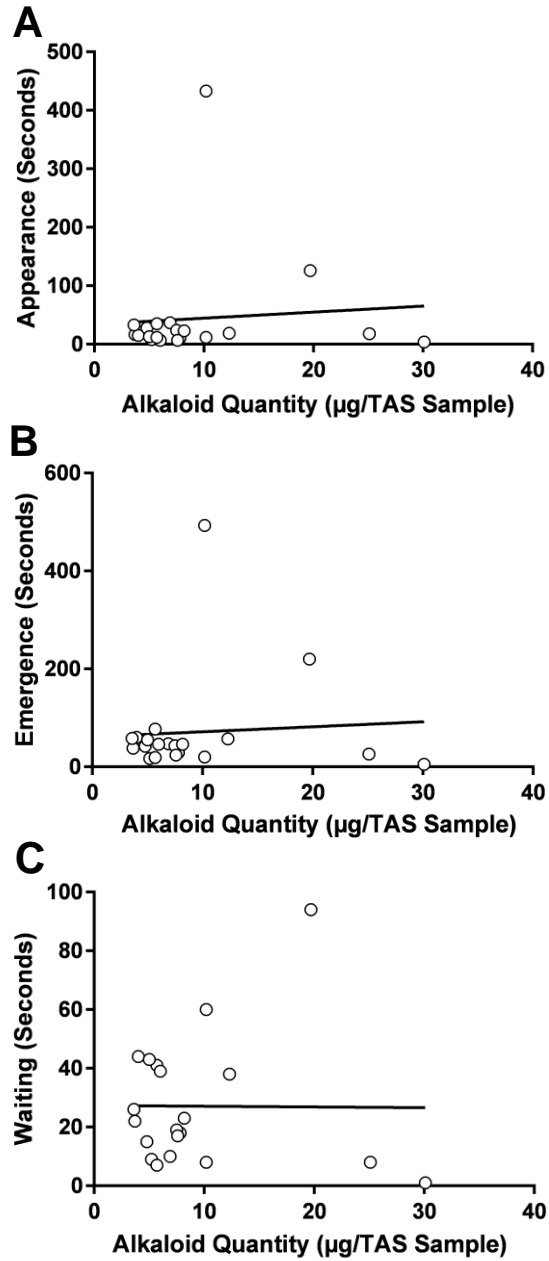 A
500
400
300
200
100
0
Appearance (Seconds)
0 10 20 30 40
Alkaloid Quantity (µg/TAS Sample)
B
600
400
200
0
Emergence (Seconds)
0 10 20 30 40
Alkaloid Quantity (µg/TAS Sample)
C
100
80
60
40
20
0
Waiting (Seconds)
0 10 20 30 40
Alkaloid Quantity (µg/TAS Sample)